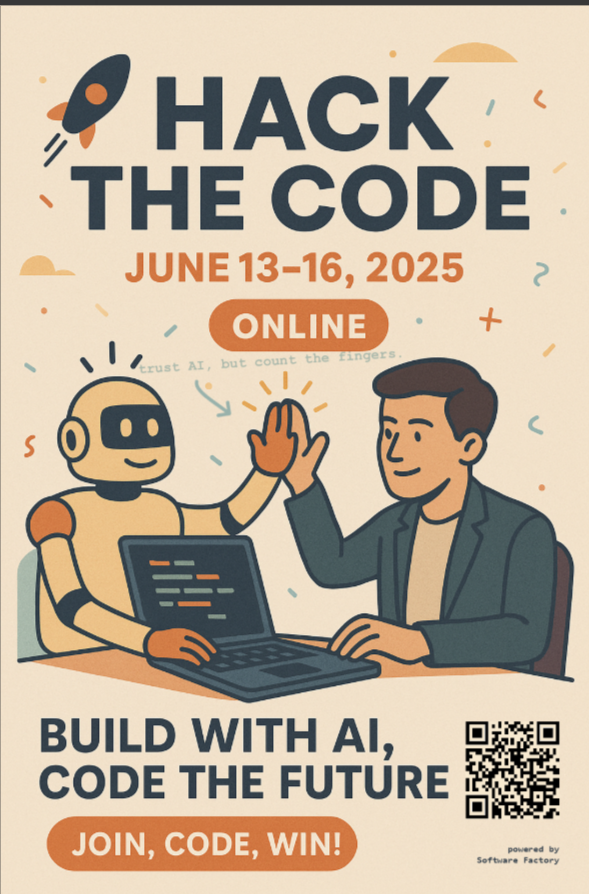 HACK
THE CODE
JUNE 13–16, 2025
ONLINE
trust AI, but count the fingers.
BUILD WITH AI,
CODE THE FUTURE
JOIN, CODE, WIN!
powered by
Software Factory